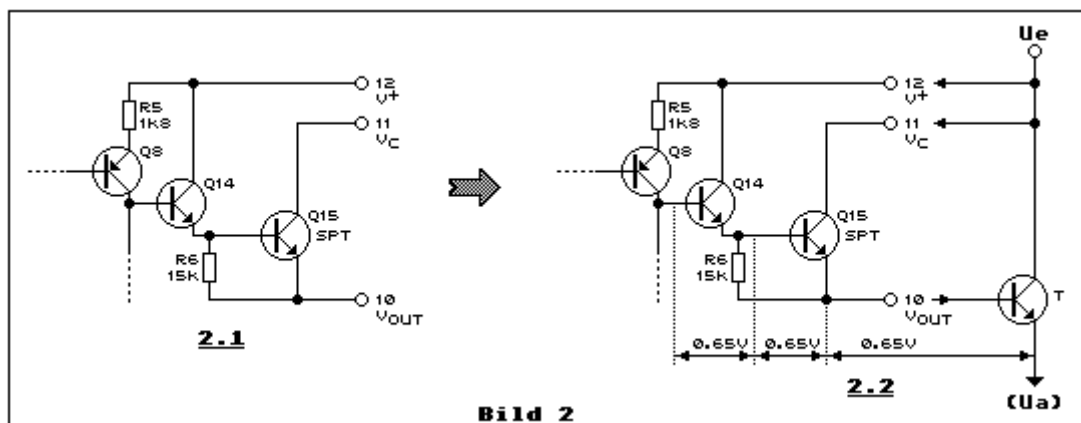 12
V+
R5
1k8
11
VC
Q8
Q14
Q15
SPT
R6
15k
10
VOUT
2.1
Ue
12
V+
R5
1k8
11
VC
Q8
Q14
Q15
SPT
R6
15k
10
VOUT
T
0.65V 0.65V 0.65V
2.2
(Ua)
Bild 2